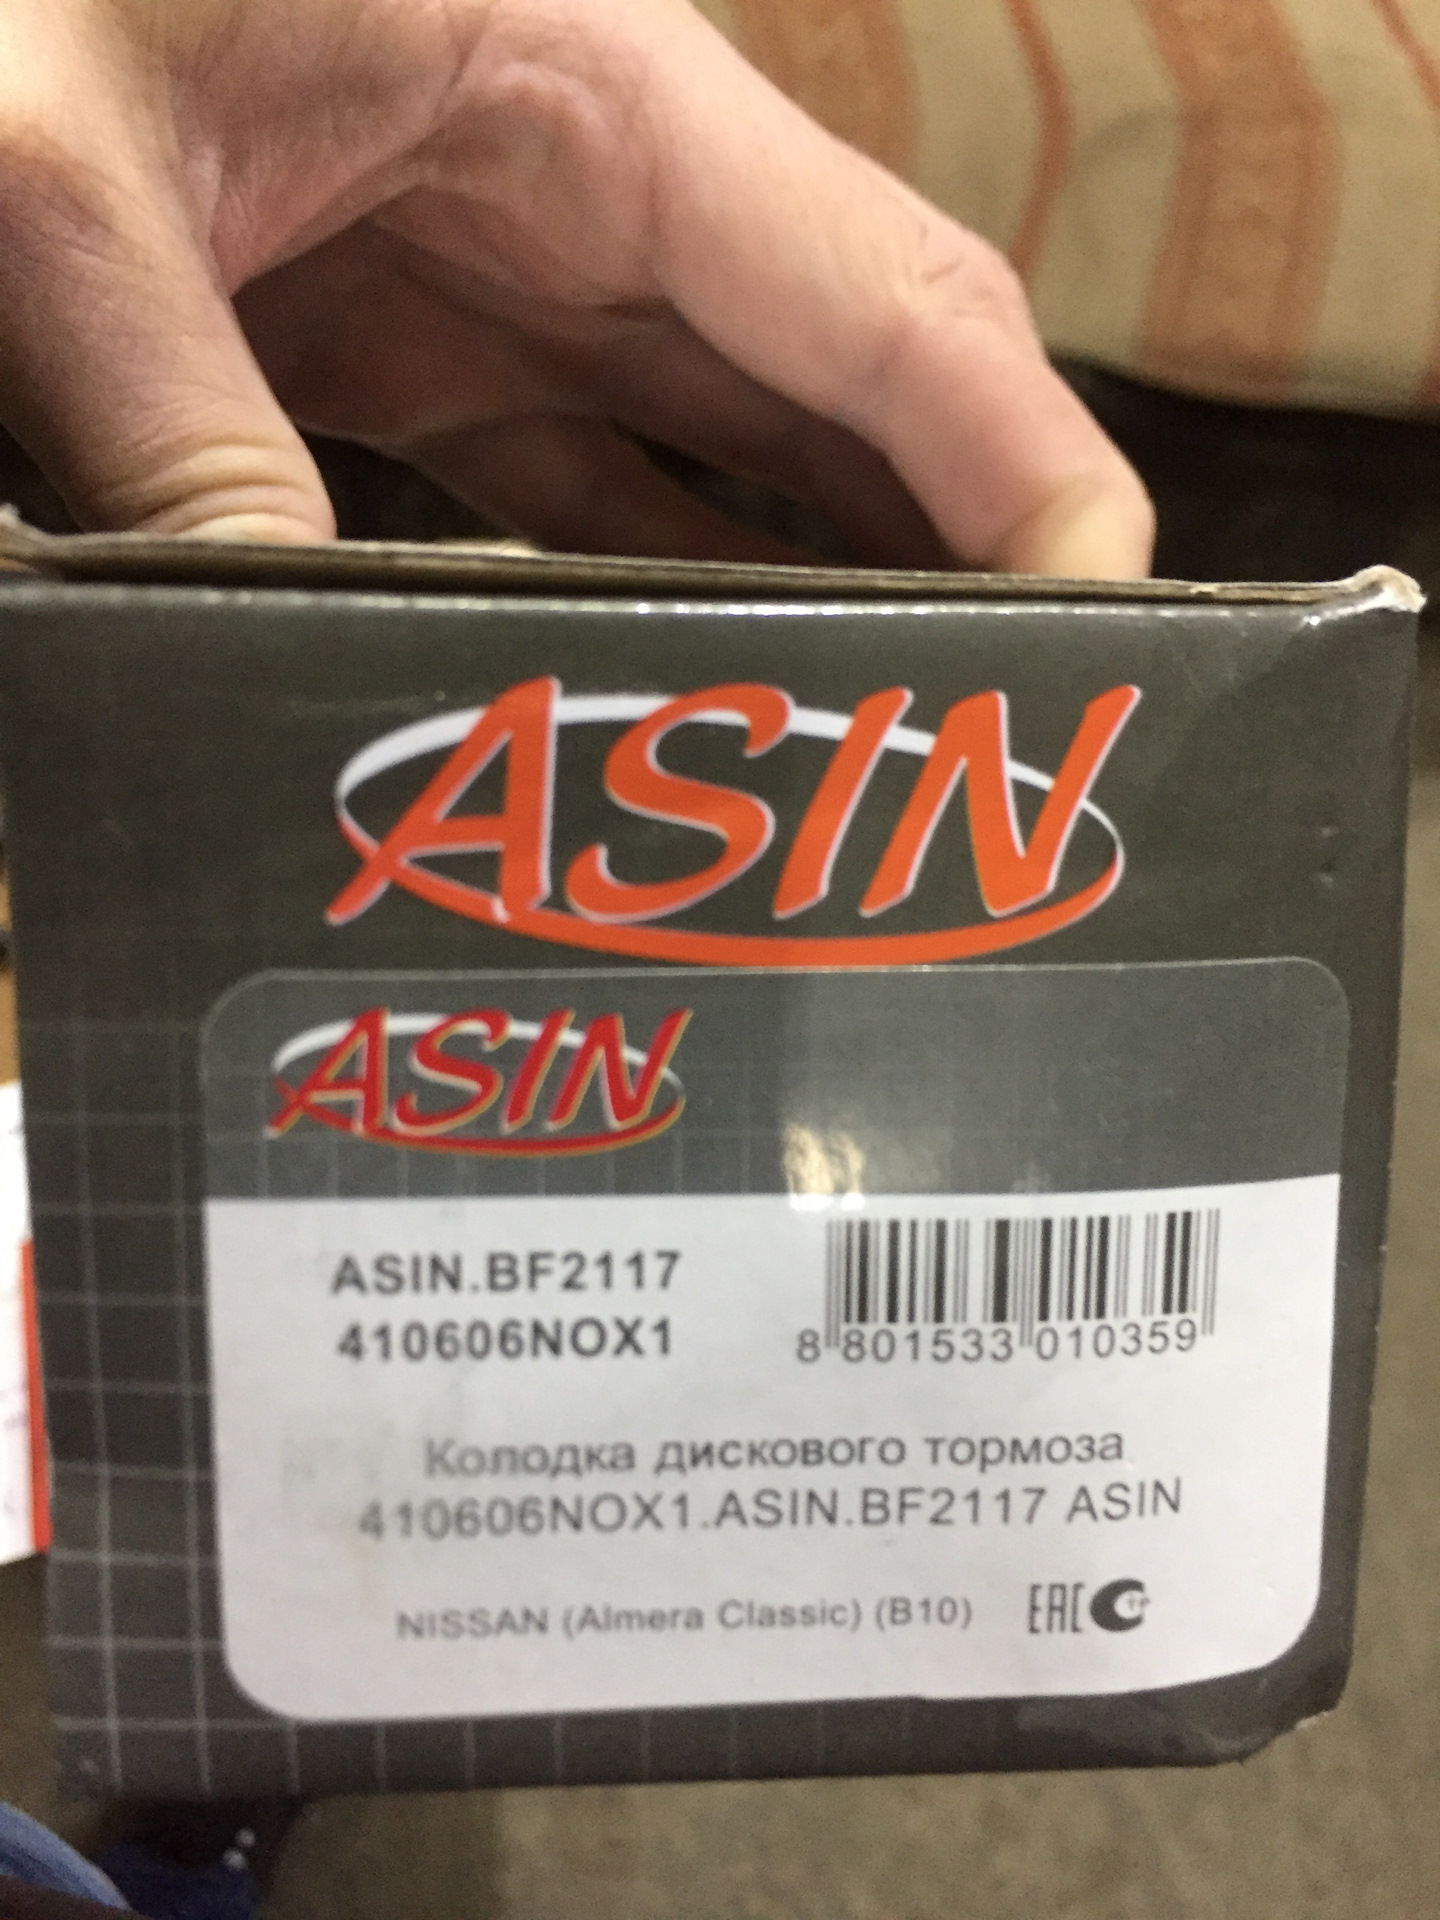 ASIN
ASIN
ASIN.BF2117
410606NOX1
8 801533 010359
Колодка дискового тормоза
410606NOX1.ASIN.BF2117 ASIN
NISSAN (Almera Classic) (B10)
EAC